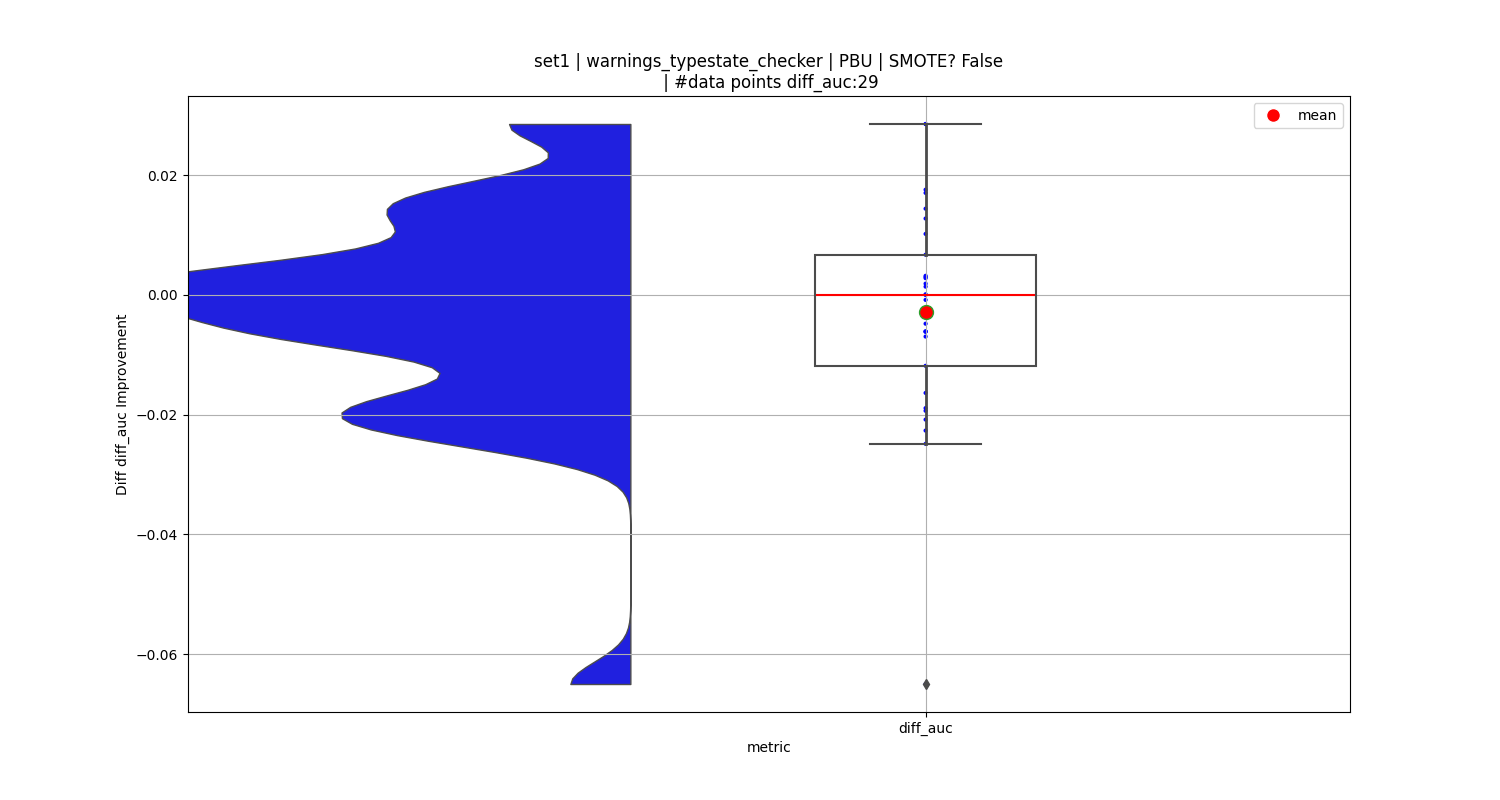 set1 | warnings_typestate_checker | PBU | SMOTE? False
| #data points diff_auc:29
mean
0.02
0.00
−0.02
−0.04
−0.06
Diff diff_auc Improvement
diff_auc
metric